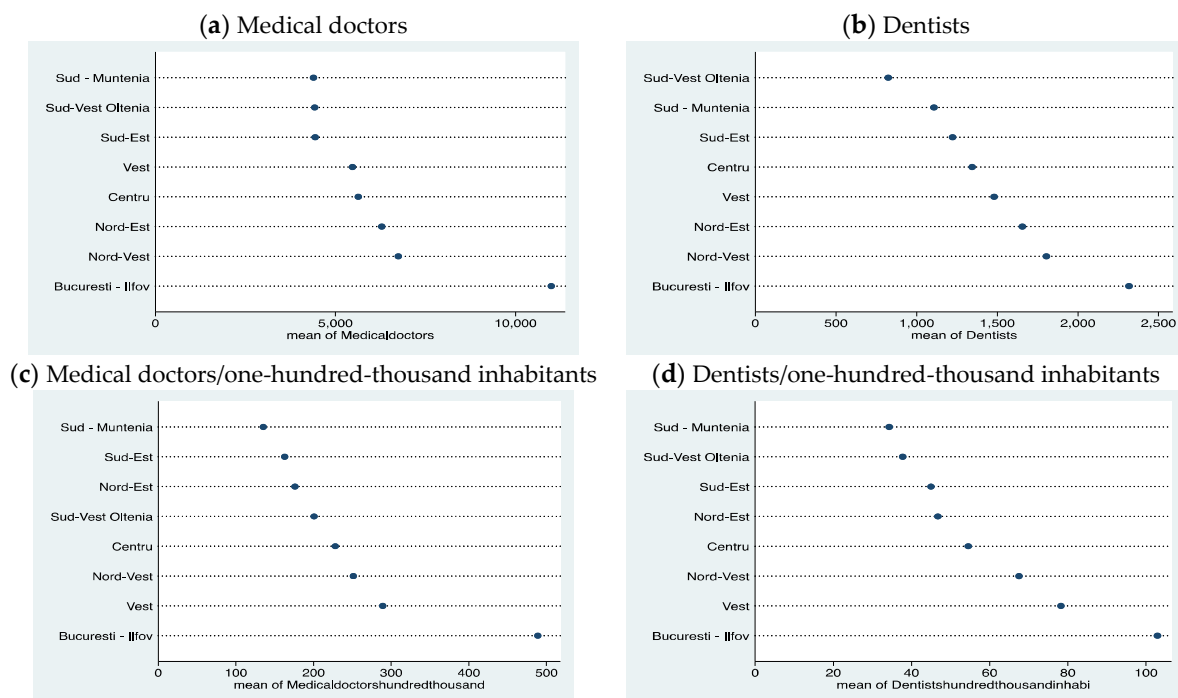 (a) Medical doctors
Sud - Muntenia
Sud-Vest Oltenia
Sud-Est
Vest
Centru
Nord-Est
Nord-Vest
Bucuresti - Ilfov
0 5,000 10,000
mean of Medicaldoctors
(b) Dentists
Sud-Vest Oltenia
Sud - Muntenia
Sud-Est
Centru
Vest
Nord-Est
Nord-Vest
Bucuresti - Ilfov
0 500 1,000 1,500 2,000 2,500
mean of Dentists
(c) Medical doctors/one-hundred-thousand inhabitants
Sud - Muntenia
Sud-Est
Nord-Est
Sud-Vest Oltenia
Centru
Nord-Vest
Vest
Bucuresti - Ilfov
0 100 200 300 400 500
mean of Medicaldoctorshundredthousand
(d) Dentists/one-hundred-thousand inhabitants
Sud - Muntenia
Sud-Vest Oltenia
Sud-Est
Nord-Est
Centru
Nord-Vest
Vest
Bucuresti - Ilfov
0 20 40 60 80 100
mean of Dentistshundredthousandinhabi